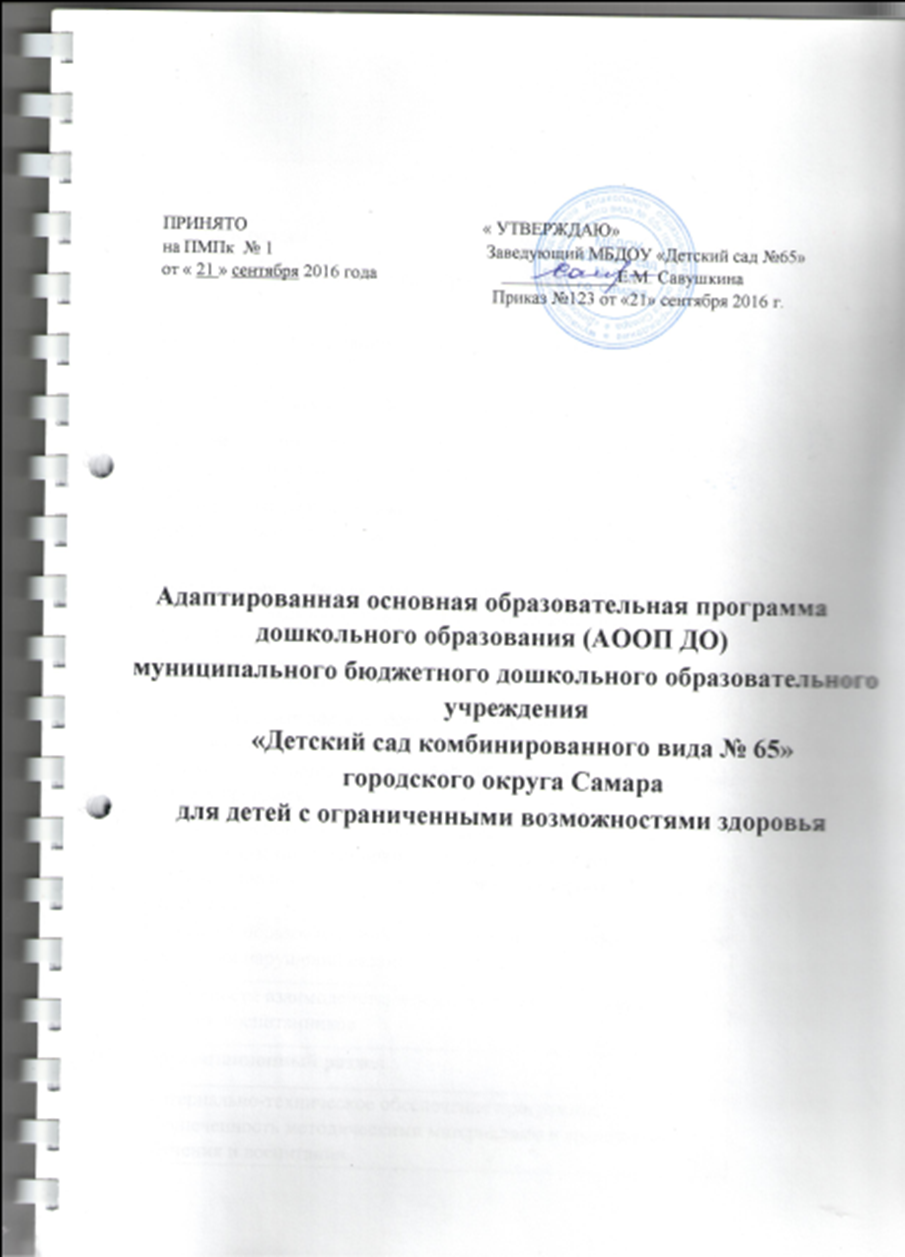 ПРИНЯТО
на ПМПк № 1
от « 21 » сентября 2016 года
« УТВЕРЖДАЮ»
Заведующий МБДОУ «Детский сад №65»
Е.М. Савушкина
Приказ №123 от «21» сентября 2016 г.
Адаптированная основная образовательная программа
дошкольного образования (АООП ДО)
муниципального бюджетного дошкольного образовательного
учреждения
«Детский сад комбинированного вида № 65»
городского округа Самара
для детей с ограниченными возможностями здоровья